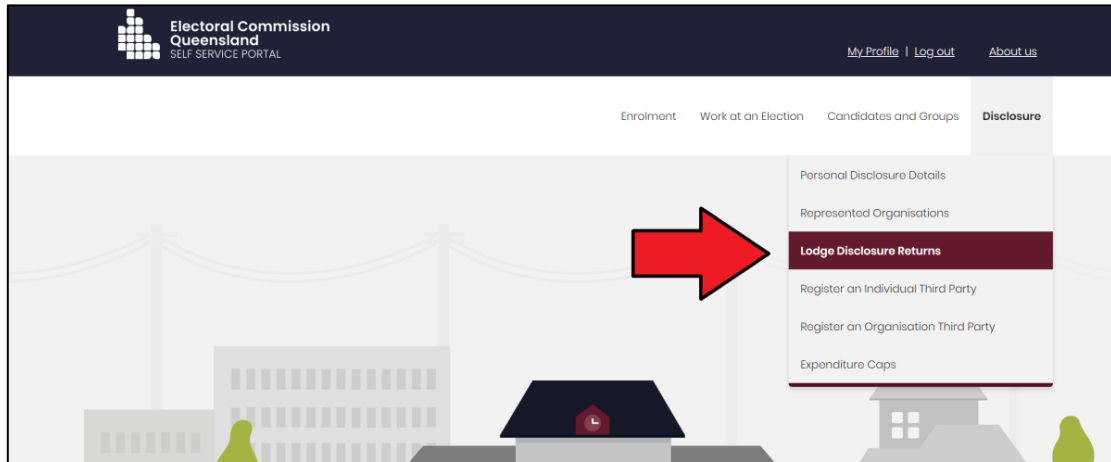 Electoral Commission
Queensland
SELF SERVICE PORTAL
My Profile | Log out About us
Enrolment Work at an Election Candidates and Groups Disclosure
Personal Disclosure Details
Represented Organisations
Lodge Disclosure Returns
Register an Individual Third Party
Register an Organisation Third Party
Expenditure Caps